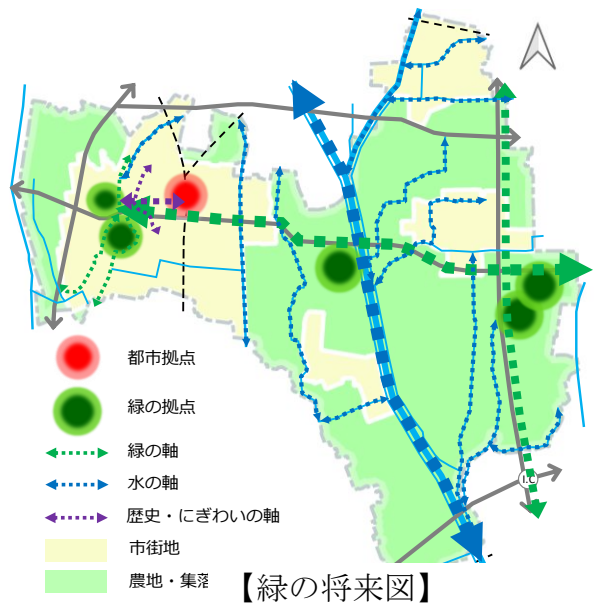 I.C
都市拠点
緑の拠点
緑の軸
水の軸
歴史・にぎわいの軸
市街地
農地・集落
【緑の将来図】